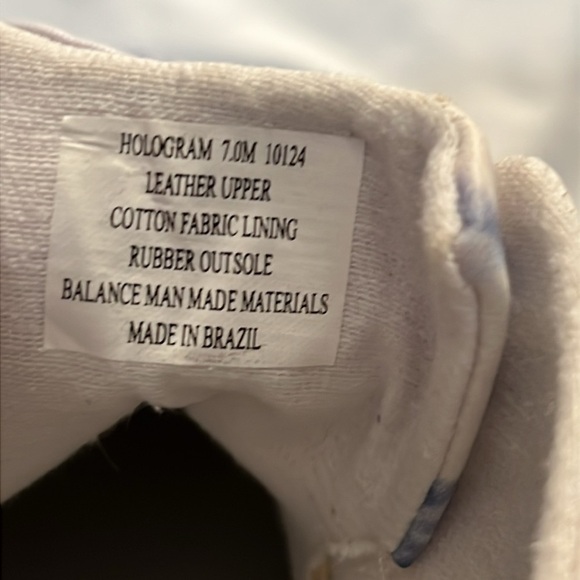 HOLOGRAM 7.0M 10124
LEATHER UPPER
COTTON FABRIC LINING
RUBBER OUTSOLE
BALANCE MAN MADE MATERIALS
MADE IN BRAZIL